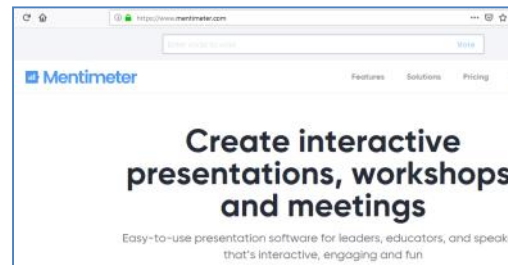 https://www.mentimeter.com
Vote
Mentimeter
Features Solutions Pricing
Create interactive
presentations, workshops
and meetings
Easy-to-use presentation software for leaders, educators, and speak
that's interactive, engaging and fun